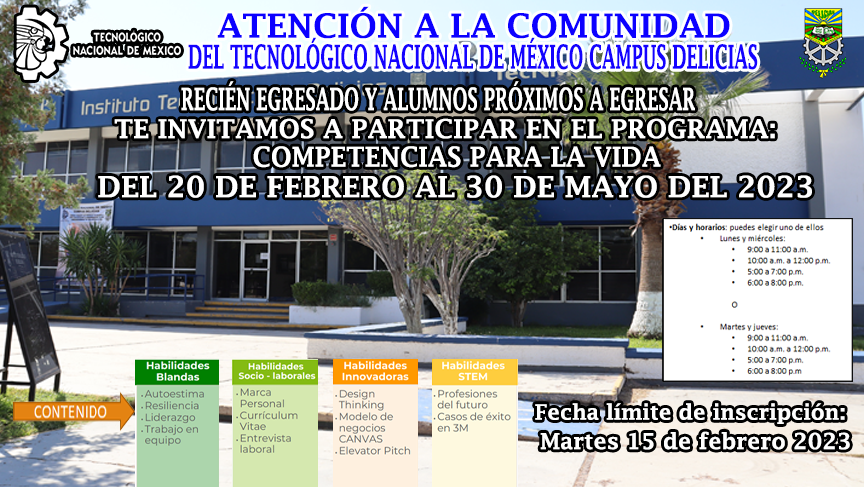 TECNOLÓGICO
NACIONAL DE MÉXICO
ATENCIÓN A LA COMUNIDAD
DEL TECNOLÓGICO NACIONAL DE MÉXICO CAMPUS DELICIAS
DELICIAS
Instituto Te
RECIÉN EGRESADO Y ALUMNOS PRÓXIMOS A EGRESAR
TE INVITAMOS A PARTICIPAR EN EL PROGRAMA:
COMPETENCIAS PARA LA VIDA
DEL 20 DE FEBRERO AL 30 DE MAYO DEL 2023
•Días y horarios: puedes elegir uno de ellos
• Lunes y miércoles:
• 9:00 a 11:00 a.m.
• 10:00 a.m. a 12:00 p.m.
• 5:00 a 7:00 p.m.
• 6:00 a 8:00 p.m.
O
• Martes y jueves:
• 9:00 a 11:00 a.m.
• 10:00 a.m. a 12:00 p.m.
• 5:00 a 7:00 p.m.
• 6:00 a 8:00 p.m
CONTENIDO
Habilidades
Blandas
• Autoestima
• Resiliencia
• Liderazgo
• Trabajo en
equipo
Habilidades
Socio - laborales
• Marca
Personal
• Currículum
Vitae
• Entrevista
laboral
Habilidades
Innovadoras
• Design
Thinking
• Modelo de
negocios
CANVAS
• Elevator Pitch
Habilidades
STEM
• Profesiones
del futuro
• Casos de éxito
en 3M
Fecha límite de inscripción:
Martes 15 de febrero 2023